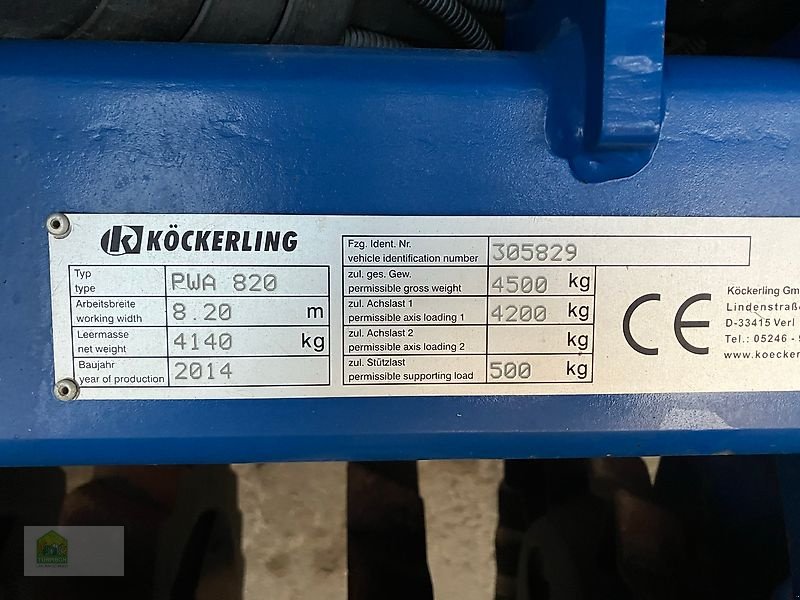 KÖCKERLING
Typ
type
PWA 820
Arbeitsbreite
working width
8.20 m
Leermasse
net weight
4140 kg
Baujahr
year of production
2014
Fzg. Ident. Nr.
vehicle identification number
305829
zul. ges. Gew.
permissible gross weight
4500 kg
zul. Achslast 1
permissible axis loading 1
4200 kg
zul. Achslast 2
permissible axis loading 2
kg
zul. Stützlast
permissible supporting load
500 kg
CE
Köckerling Gm
Lindenstraße
D-33415 Verl
Tel.: 05246 - 9
www.koecker